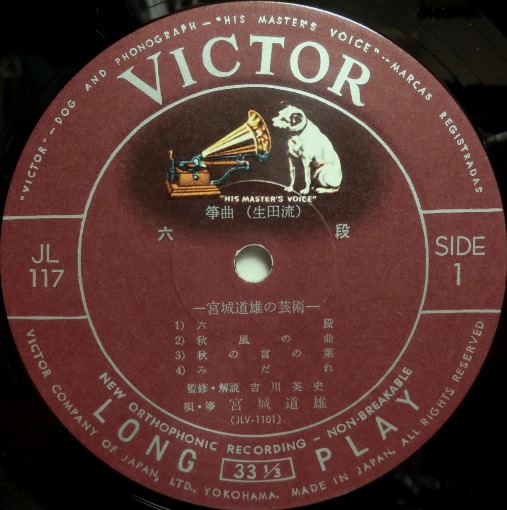 "VICTOR" — DOG AND PHONOGRAPH — "HIS MASTER'S VOICE" — MARCAS REGISTRADAS
VICTOR
"HIS MASTER'S VOICE"
箏曲 (生田流)
六 段
JL
117
SIDE
1
—宮城道雄の芸術—
1) 六段
2) 秋風の曲
3) 秋の言の葉
4) みだれ
監修・解説 吉川英史
唄・箏 宮城道雄
(JLV-1101)
NEW ORTHOPHONIC RECORDING — NON-BREAKABLE
LONG PLAY
33 1/3
VICTOR COMPANY OF JAPAN, LTD., YOKOHAMA. MADE IN JAPAN. ALL RIGHTS RESERVED